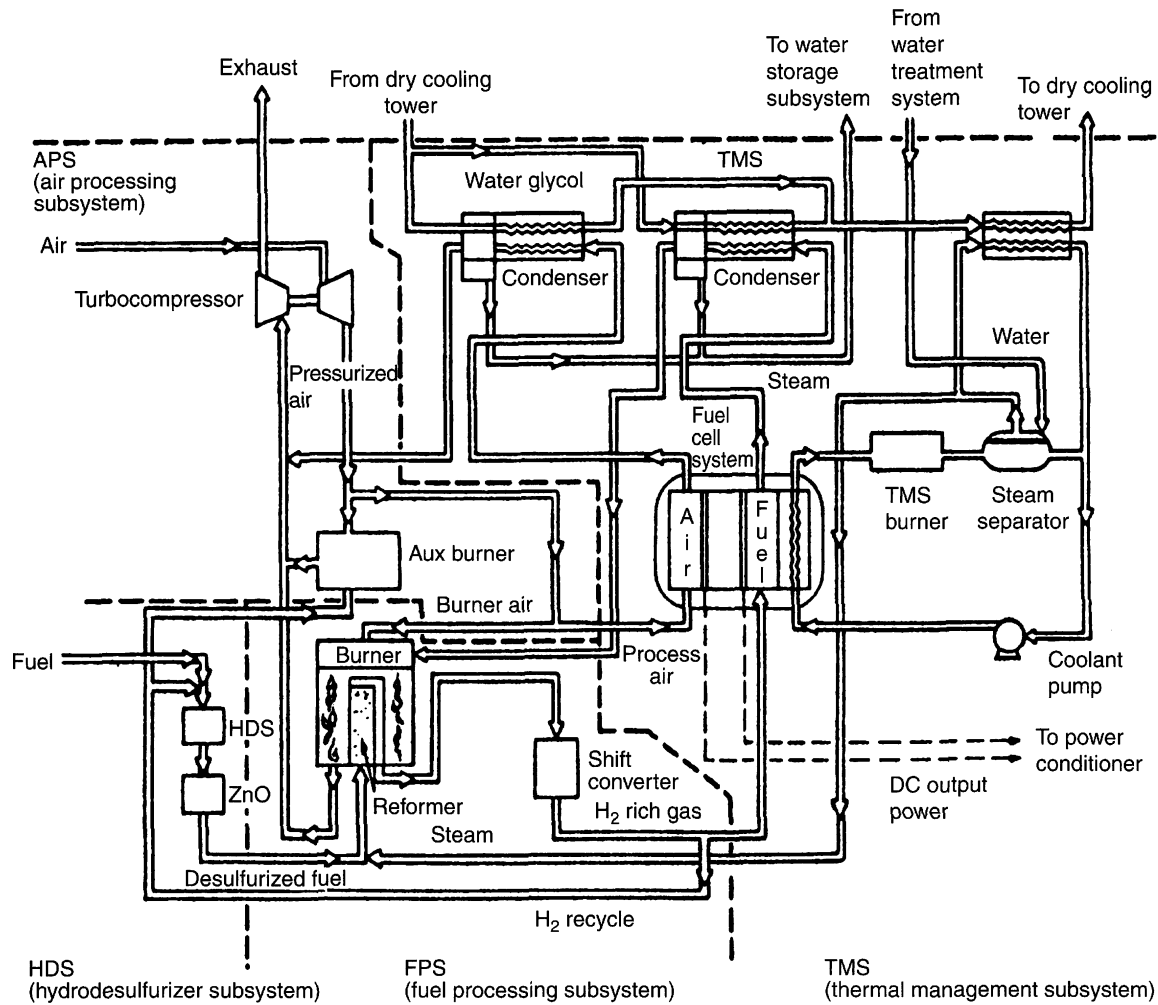 Exhaust
From dry cooling
tower
To water
storage
subsystem
From
water
treatment
system
To dry cooling
tower
APS
(air processing
subsystem)
Water glycol
TMS
Air
Condenser
Condenser
Turbocompressor
Water
Pressurized
air
Steam
Fuel
cell
system
TMS
burner
Steam
separator
Air
Fuel
Aux burner
Burner air
Fuel
Burner
Process
air
Coolant
pump
HDS
To power
conditioner
Shift
converter
ZnO
Reformer
DC output
power
H₂ rich gas
Steam
Desulfurized fuel
H₂ recycle
HDS
(hydrodesulfurizer subsystem)
FPS
(fuel processing subsystem)
TMS
(thermal management subsystem)